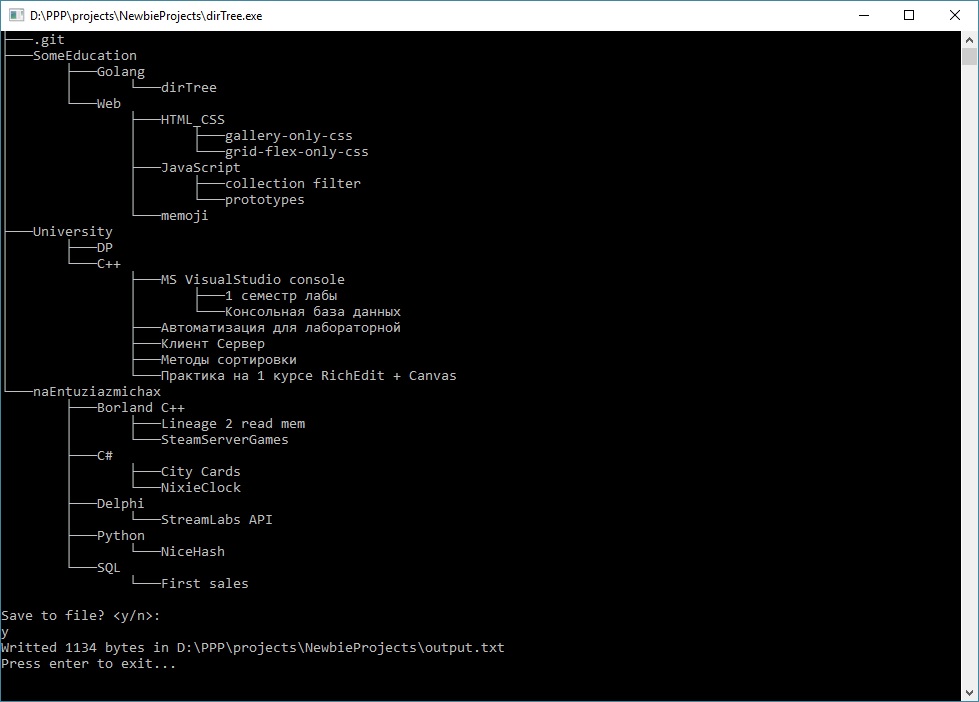 D:\PPP\projects\NewbieProjects\dirTree.exe
├───.git
├───SomeEducation
│       ├───Golang
│       │       └───dirTree
│       └───Web
│               ├───HTML_CSS
│               │       ├───gallery-only-css
│               │       └───grid-flex-only-css
│               ├───JavaScript
│               │       ├───collection filter
│               │       └───prototypes
│               └───memoji
├───University
│       ├───DP
│       └───C++
│               ├───MS VisualStudio console
│               │       ├───1 семестр лабы
│               │       └───Консольная база данных
│               ├───Автоматизация для лабораторной
│               ├───Клиент Сервер
│               ├───Методы сортировки
│               └───Практика на 1 курсе RichEdit + Canvas
└───naEntuziazmichax
        ├───Borland C++
        │       ├───Lineage 2 read mem
        │       └───SteamServerGames
        ├───C#
        │       ├───City Cards
        │       └───NixieClock
        ├───Delphi
        │       └───StreamLabs API
        ├───Python
        │       └───NiceHash
        └───SQL
                └───First sales
Save to file? <y/n>:
y
Writted 1134 bytes in D:\PPP\projects\NewbieProjects\output.txt
Press enter to exit...